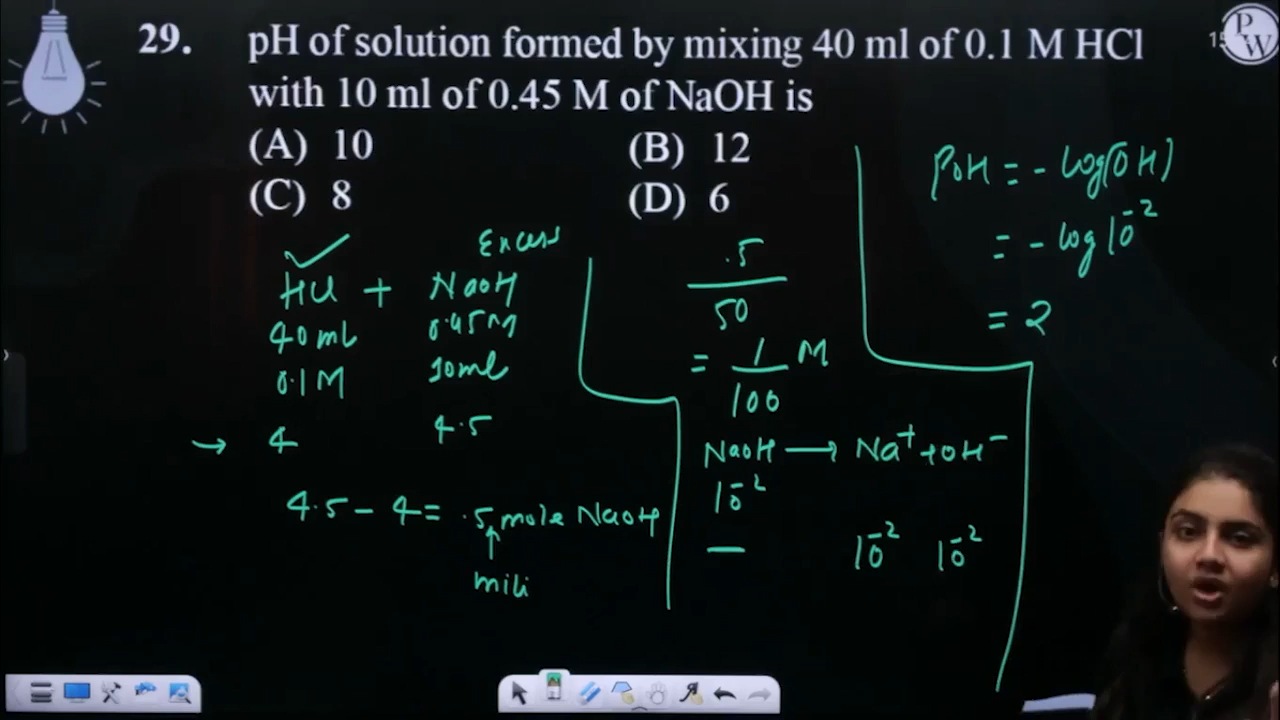 29. pH of solution formed by mixing 40 ml of 0.1 M HCl
with 10 ml of 0.45 M of NaOH is
(A) 10 (B) 12
(C) 8 (D) 6
Excess
HCl + NaOH
40ml 0.45M
0.1M 10ml
→ 4 4.5
4.5 - 4 = .5 mole NaOH
↑
mili
.5
50
= 1 M
100
NaOH → Na⁺ + OH⁻
10⁻²
— 10⁻² 10⁻²
pOH = - log(OH)
= - log 10⁻²
= 2
15
P
W